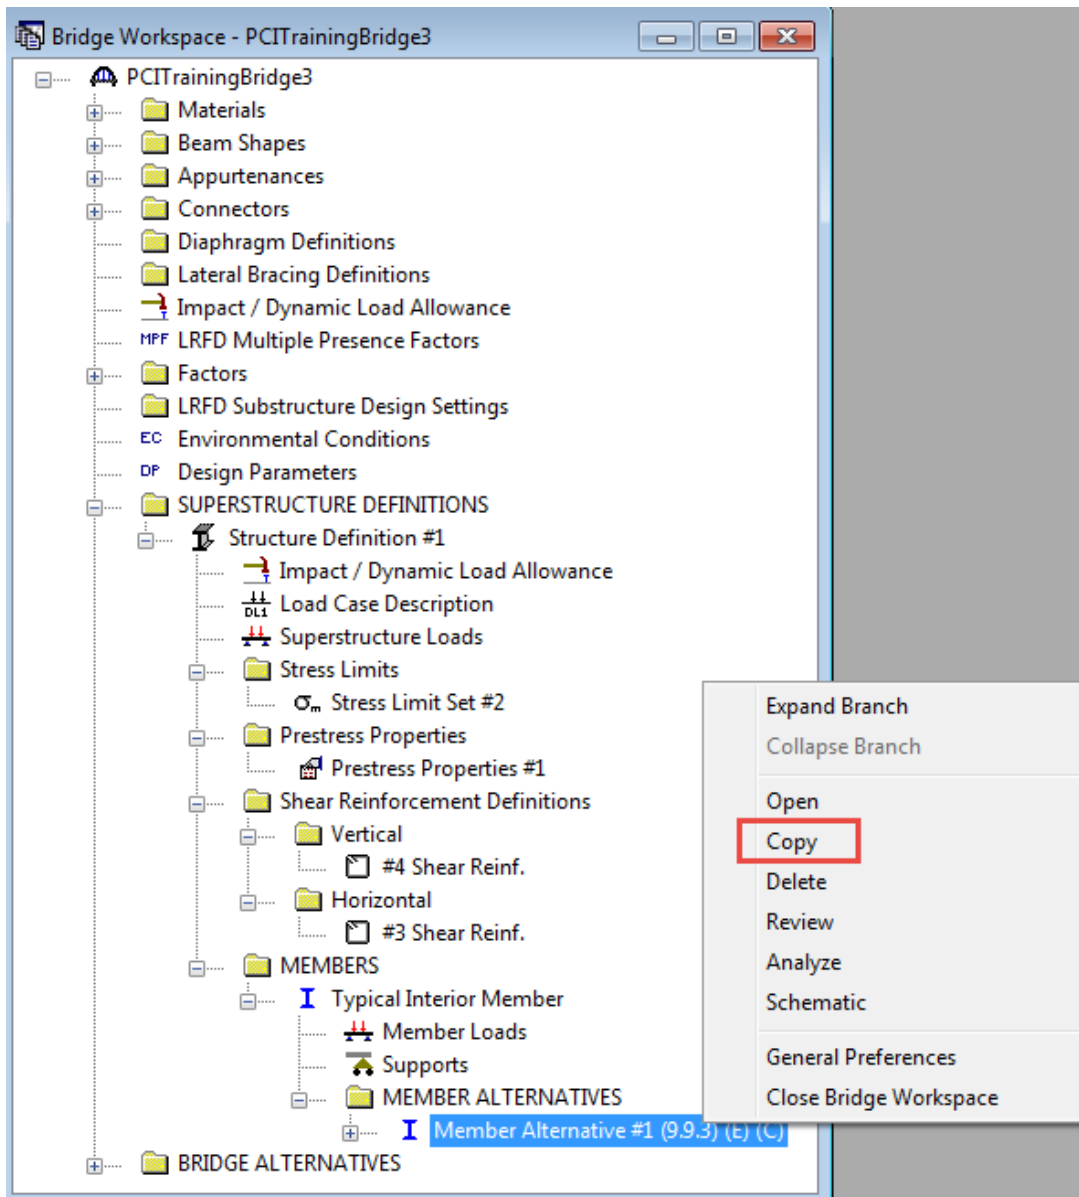 Bridge Workspace - PCITrainingBridge3
PCITrainingBridge3
Materials
Beam Shapes
Appurtenances
Connectors
Diaphragm Definitions
Lateral Bracing Definitions
Impact / Dynamic Load Allowance
MPF LRFD Multiple Presence Factors
Factors
LRFD Substructure Design Settings
EC Environmental Conditions
DP Design Parameters
SUPERSTRUCTURE DEFINITIONS
Structure Definition #1
Impact / Dynamic Load Allowance
DL1 Load Case Description
Superstructure Loads
Stress Limits
σm Stress Limit Set #2
Prestress Properties
Prestress Properties #1
Shear Reinforcement Definitions
Vertical
#4 Shear Reinf.
Horizontal
#3 Shear Reinf.
MEMBERS
Typical Interior Member
Member Loads
Supports
MEMBER ALTERNATIVES
Member Alternative #1 (9.9.3) (E) (C)
BRIDGE ALTERNATIVES
Expand Branch
Collapse Branch
Open
Copy
Delete
Review
Analyze
Schematic
General Preferences
Close Bridge Workspace